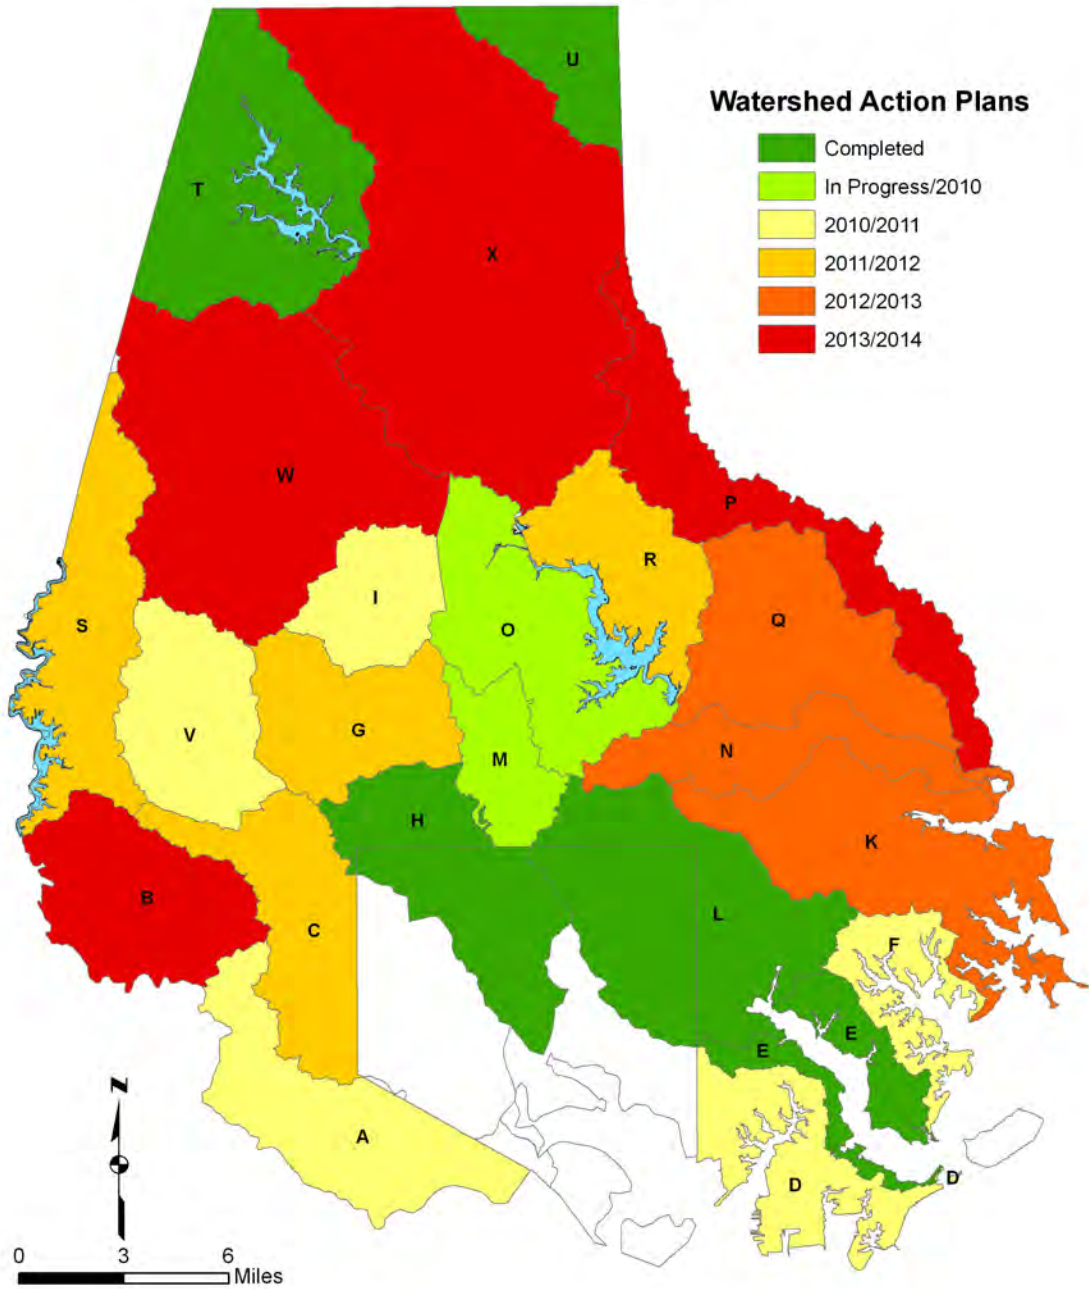 U
Watershed Action Plans
Completed
In Progress/2010
2010/2011
2011/2012
2012/2013
2013/2014
T
X
W
P
R
I
Q
S
O
V
G
N
M
H
K
B
L
C
F
E
E
A
D
D
N
0 3 6
Miles